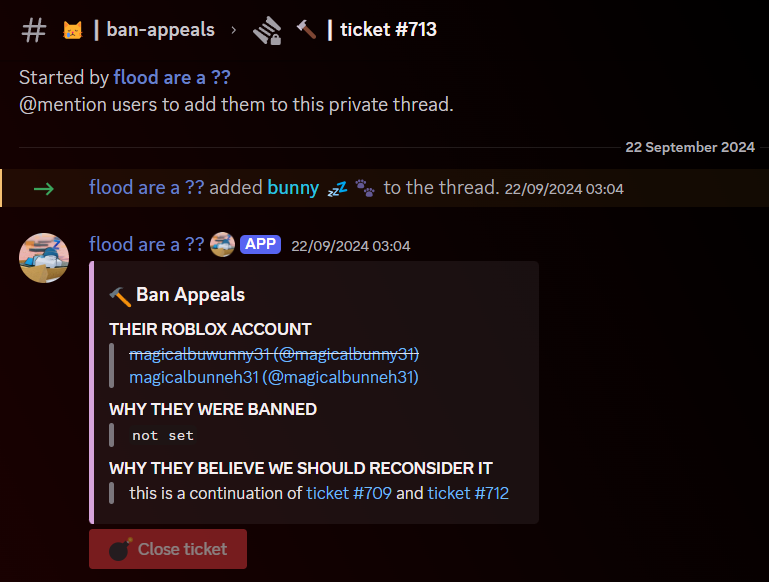 # | ban-appeals › | ticket #713
Started by flood are a ??
@mention users to add them to this private thread.
22 September 2024
flood are a ?? added bunny 💤 🐾 to the thread. 22/09/2024 03:04
flood are a ?? APP 22/09/2024 03:04
Ban Appeals
THEIR ROBLOX ACCOUNT
magicalbuwunny31 (@magicalbunny31)
magicalbunneh31 (@magicalbunneh31)
WHY THEY WERE BANNED
not set
WHY THEY BELIEVE WE SHOULD RECONSIDER IT
this is a continuation of ticket #709 and ticket #712
Close ticket